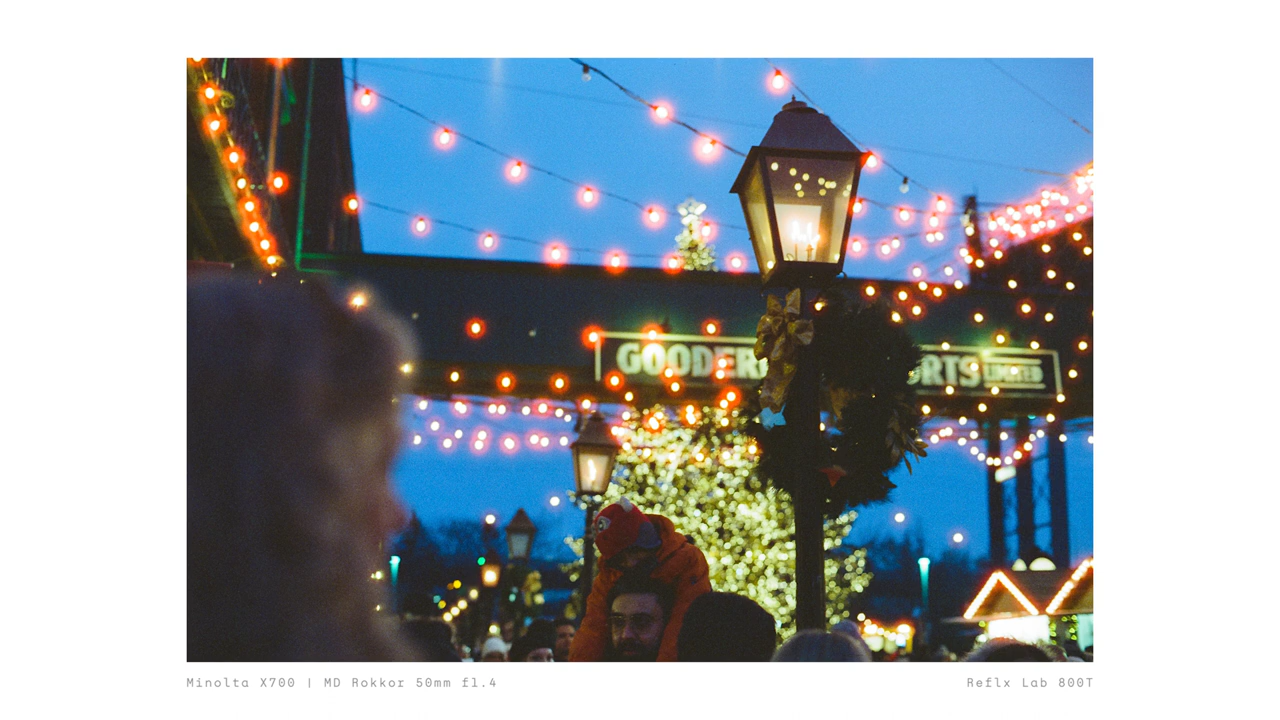 GOODER
RTS LIMITED
Minolta X700 | MD Rokkor 50mm f1.4
Reflx Lab 800T